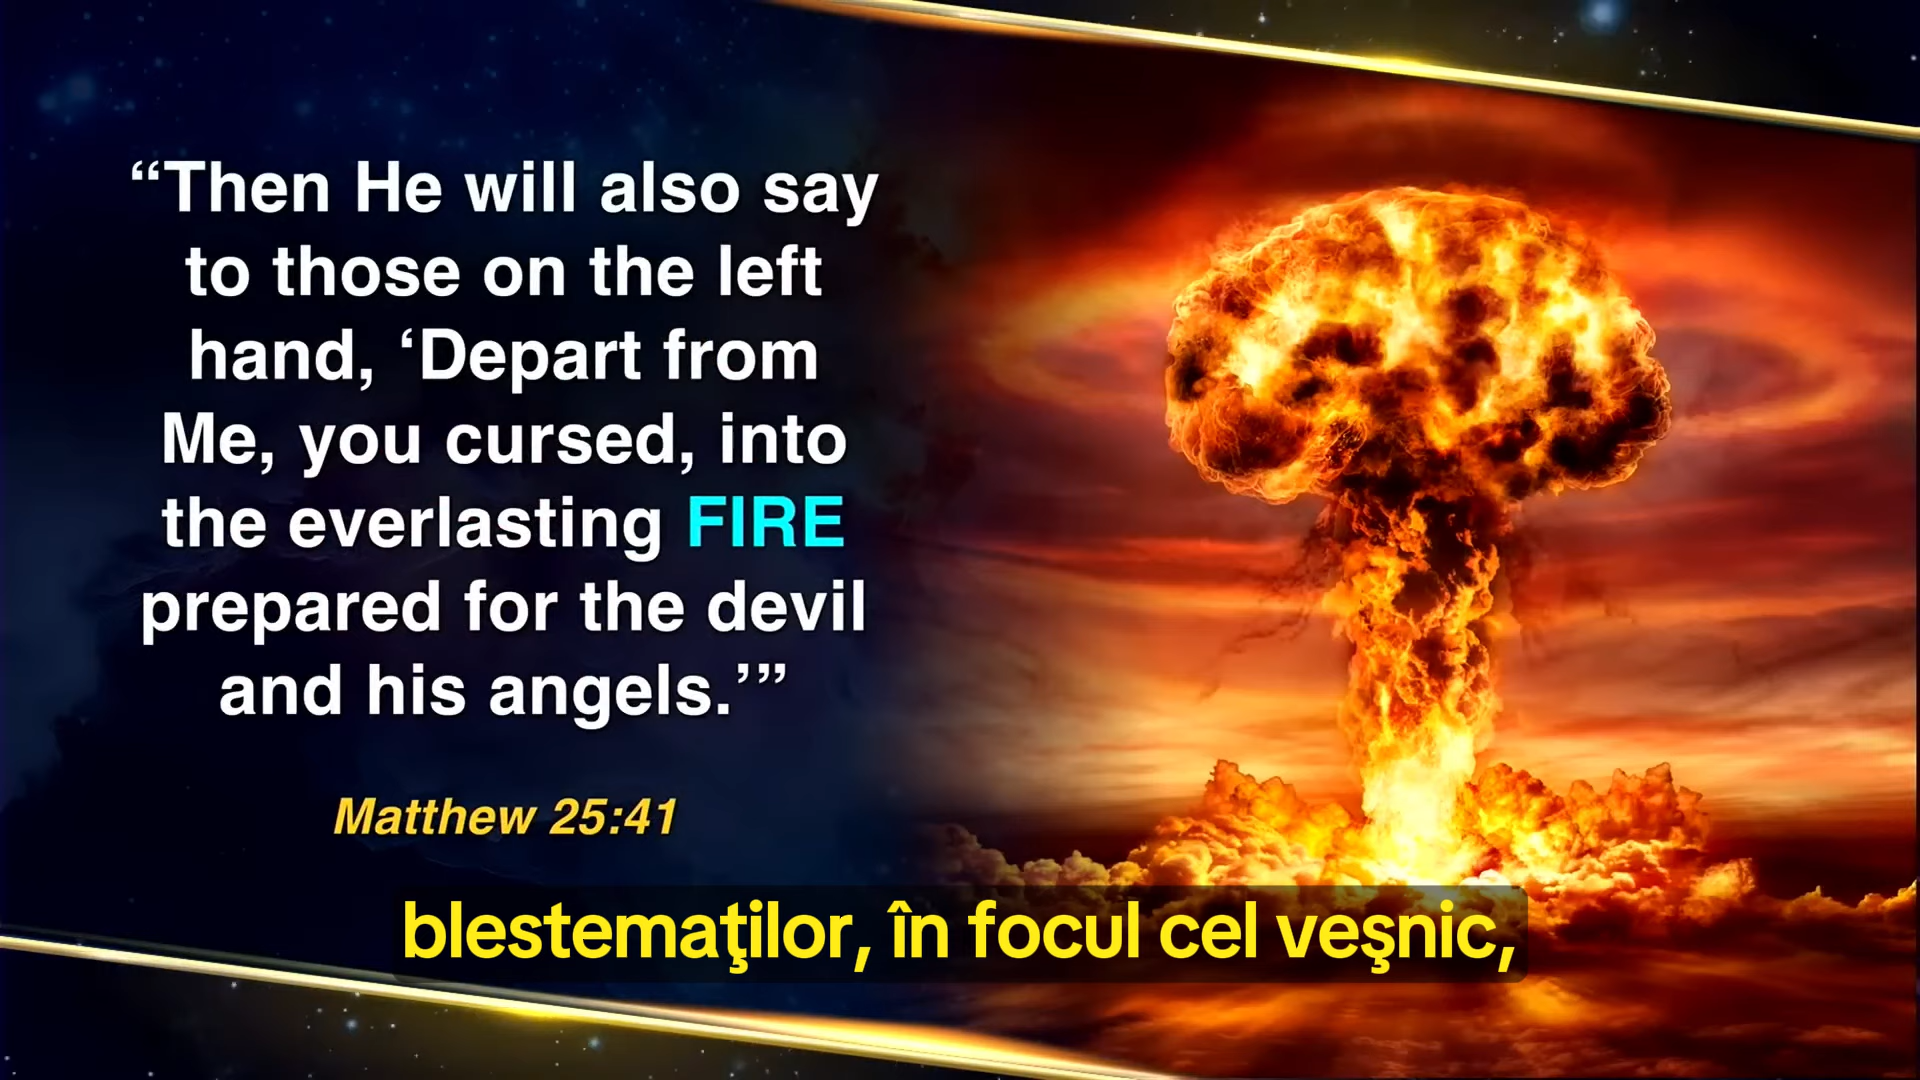 “Then He will also say
to those on the left
hand, ‘Depart from
Me, you cursed, into
the everlasting FIRE
prepared for the devil
and his angels.’”
Matthew 25:41
blestemaţilor, în focul cel veşnic,